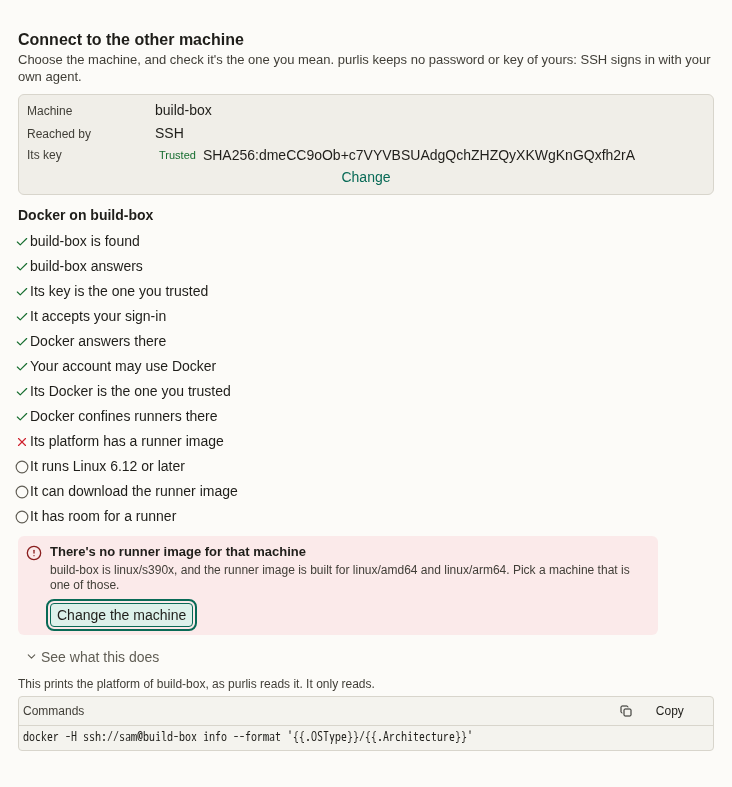 Connect to the other machine
Choose the machine, and check it's the one you mean. purlis keeps no password or key of yours: SSH signs in with your
own agent.
Machine build-box
Reached by SSH
Its key Trusted SHA256:dmeCC9oOb+c7VYVBSUAdgQchZHZQyXKWgKnGQxfh2rA
Change
Docker on build-box
build-box is found
build-box answers
Its key is the one you trusted
It accepts your sign-in
Docker answers there
Your account may use Docker
Its Docker is the one you trusted
Docker confines runners there
Its platform has a runner image
It runs Linux 6.12 or later
It can download the runner image
It has room for a runner
There's no runner image for that machine
build-box is linux/s390x, and the runner image is built for linux/amd64 and linux/arm64. Pick a machine that is
one of those.
Change the machine
See what this does
This prints the platform of build-box, as purlis reads it. It only reads.
Commands Copy
docker -H ssh://sam@build-box info --format '{{.OSType}}/{{.Architecture}}'